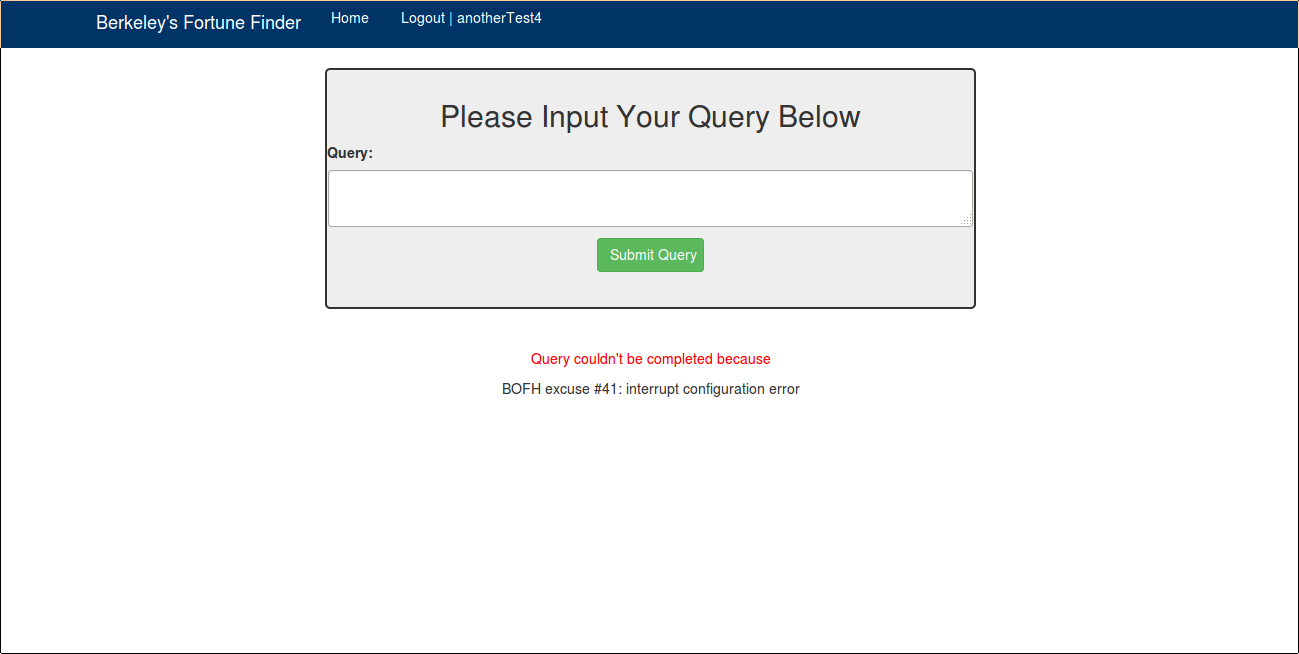 Berkeley's Fortune Finder Home Logout | anotherTest4
Please Input Your Query Below
Query:
Submit Query
Query couldn't be completed because
BOFH excuse #41: interrupt configuration error